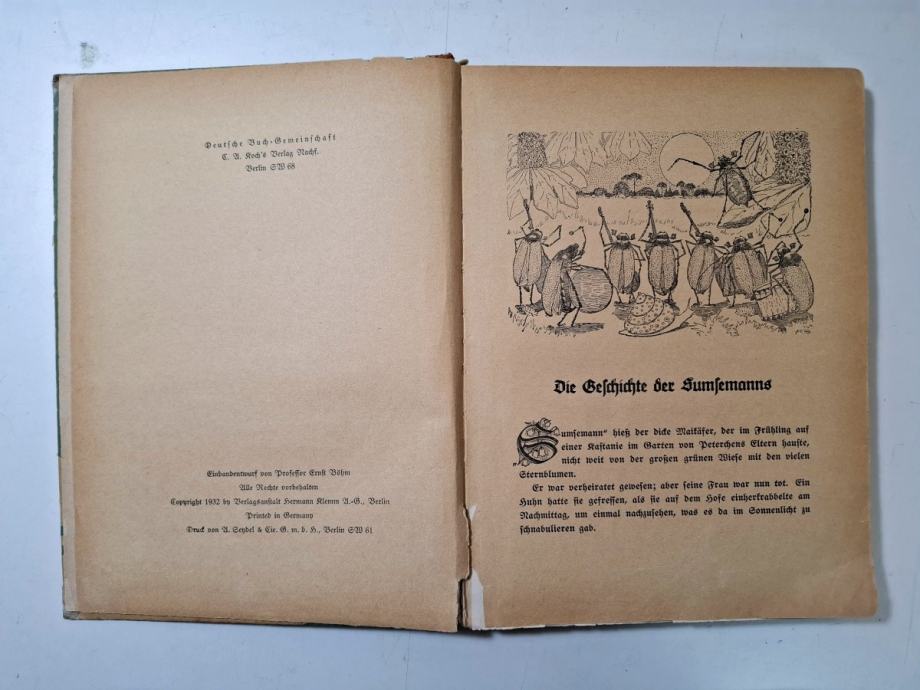 Deutsche Buch-Gemeinschaft
C. A. Koch's Verlag Nachf.
Berlin SW 68
Einbandentwurf von Professor Ernst Böhm
Alle Rechte vorbehalten
Copyright 1932 by Verlagsanstalt Hermann Klemm A.-G., Berlin
Printed in Germany
Druck von A. Seydel & Cie. G. m. b. H., Berlin SW 61
Die Geschichte der Sumsemanns
„Sumsemann“ hieß der dicke Maikäfer, der im Frühling auf
einer Kastanie im Garten von Peterchens Eltern hauste,
nicht weit von der großen grünen Wiese mit den vielen
Sternblumen.
Er war verheiratet gewesen; aber seine Frau war nun tot. Ein
Huhn hatte sie gefressen, als sie auf dem Hofe einherkrabbelte am
Nachmittag, um einmal nachzusehen, was es da im Sonnenlicht zu
schnabulieren gab.